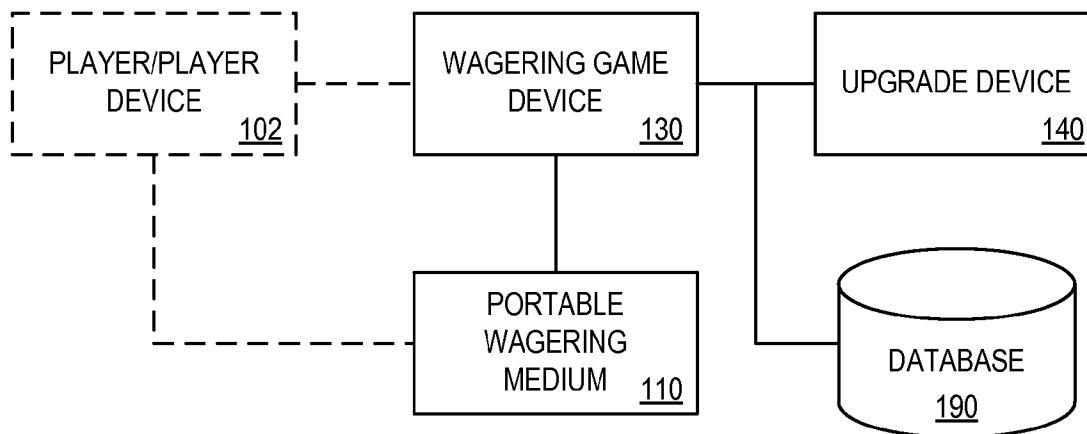 PLAYER/PLAYER
DEVICE
102
WAGERING GAME
DEVICE
130
UPGRADE DEVICE
140
PORTABLE
WAGERING
MEDIUM
110
DATABASE
190